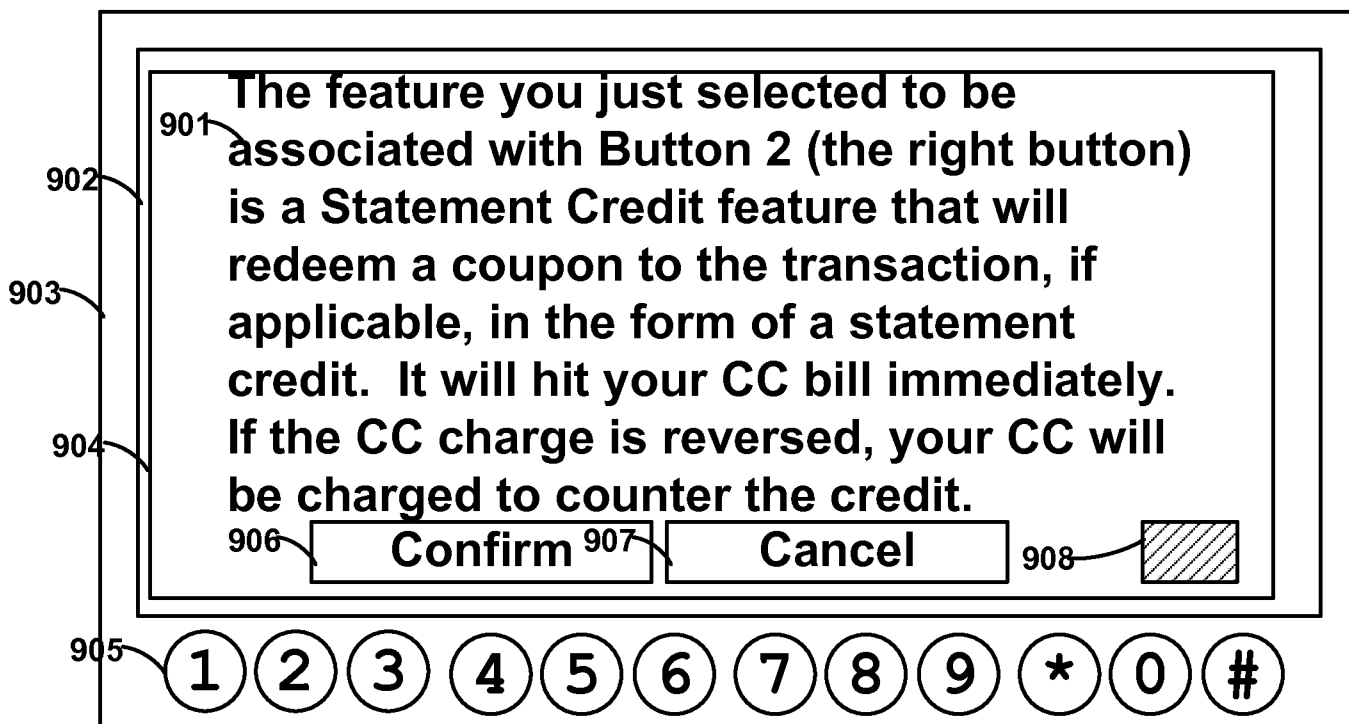 The feature you just selected to be
901
associated with Button 2 (the right button)
902
is a Statement Credit feature that will
redeem a coupon to the transaction, if
903
applicable, in the form of a statement
credit. It will hit your CC bill immediately.
If the CC charge is reversed, your CC will
904
be charged to counter the credit.
906 Confirm 907 Cancel 908
905 1 2 3 4 5 6 7 8 9 * 0 #